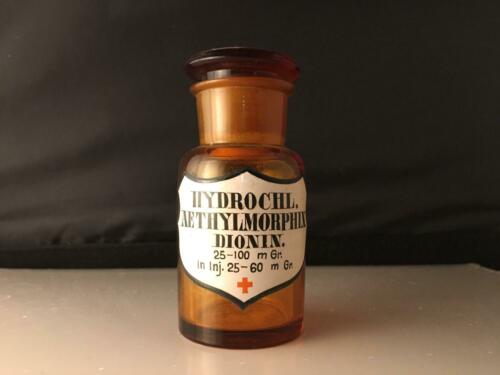 HYDROCHL.
AETHYLMORPHIN
DIONIN.
25-100 m Gr.
in Inj. 25-60 m Gr.